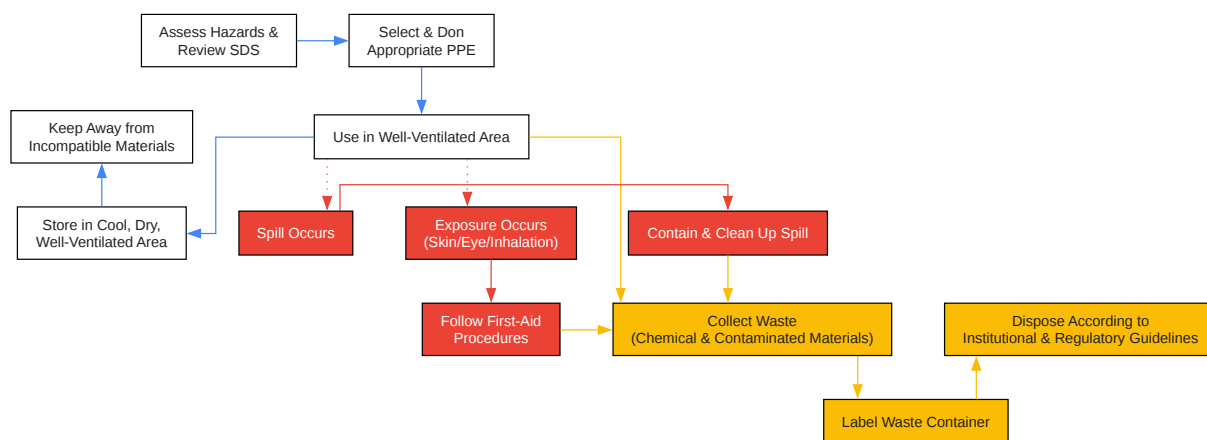 Assess Hazards &
Review SDS
Select & Don
Appropriate PPE
Keep Away from
Incompatible Materials
Use in Well-Ventilated Area
Store in Cool, Dry,
Well-Ventilated Area
Spill Occurs
Exposure Occurs
(Skin/Eye/Inhalation)
Contain & Clean Up Spill
Follow First-Aid
Procedures
Collect Waste
(Chemical & Contaminated Materials)
Dispose According to
Institutional & Regulatory Guidelines
Label Waste Container